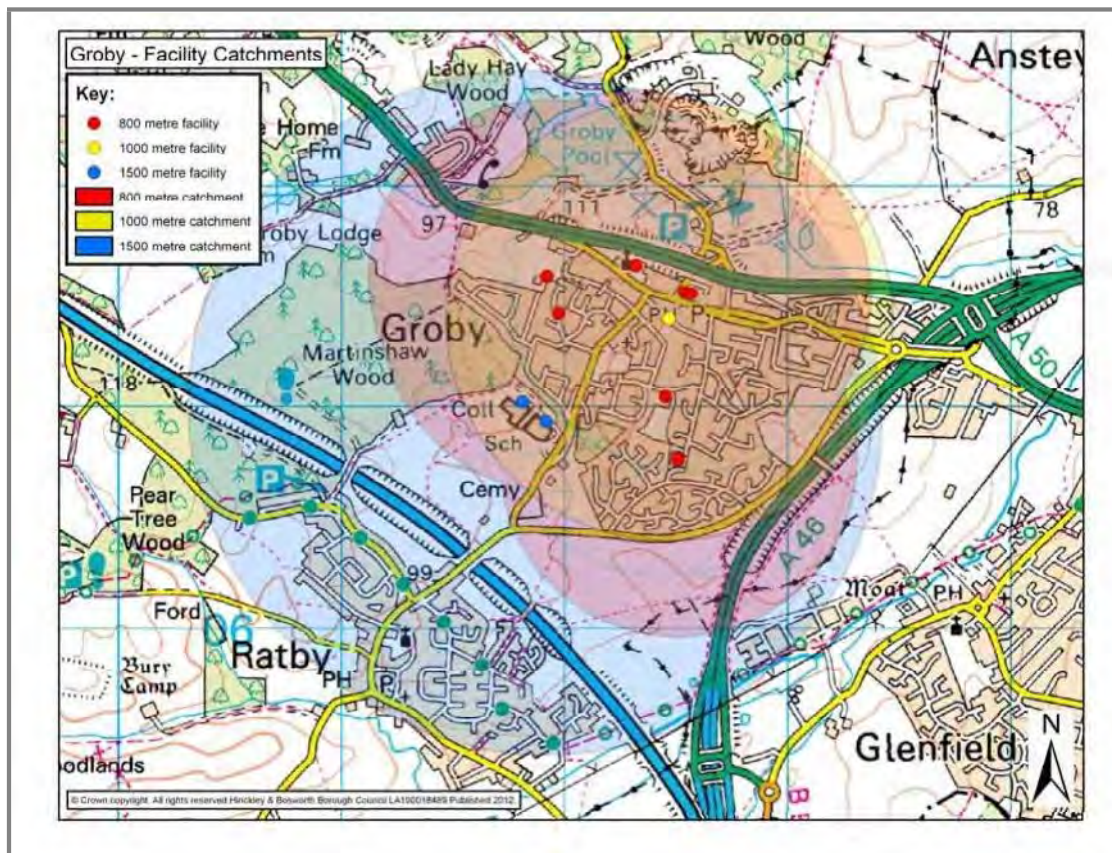 Groby - Facility Catchments
Key:
800 metre facility
1000 metre facility
1500 metre facility
800 metre catchment
1000 metre catchment
1500 metre catchment
Wood
Anstey
Lady Hay
Wood
Home
Fm
Groby
Pool
111
P
78
97
Groby Lodge
Groby
PH P
Martinshaw
Wood
A 50
118
Coll
Sch
Cemy
P
Pear
Tree
Wood
P
99
A 46
Moat
PH
Ford
06
Ratby
Bury
Camp
PH P
Glenfield
N
oodlands
© Crown copyright. All rights reserved Hinckley & Bosworth Borough Council LA100018489 Published 2012.